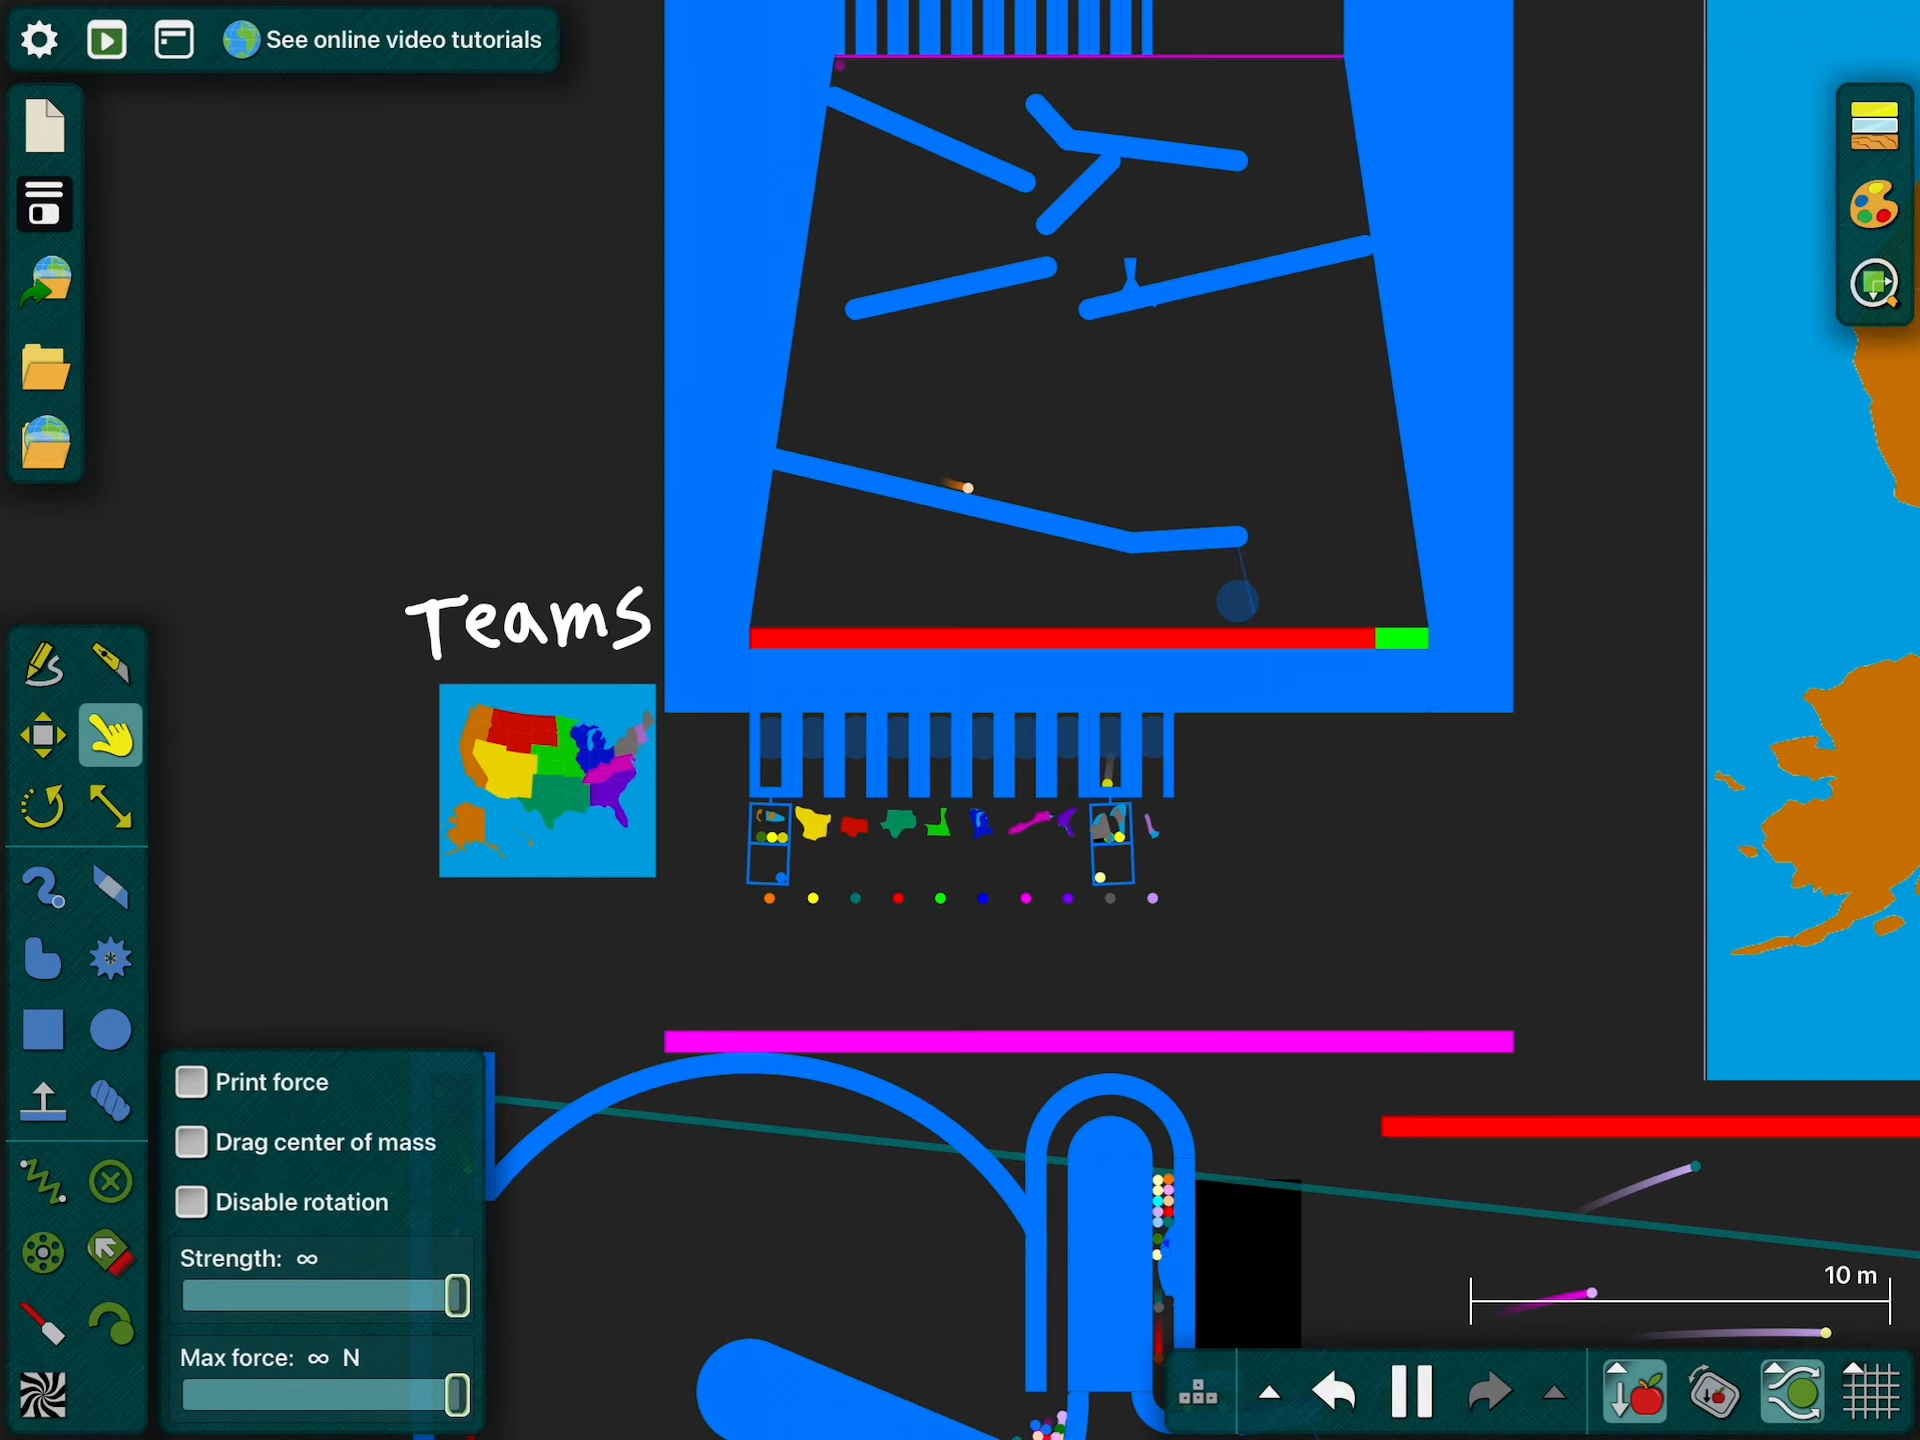 See online video tutorials
Teams
Print force
Drag center of mass
Disable rotation
Strength: ∞
Max force: ∞ N
10 m